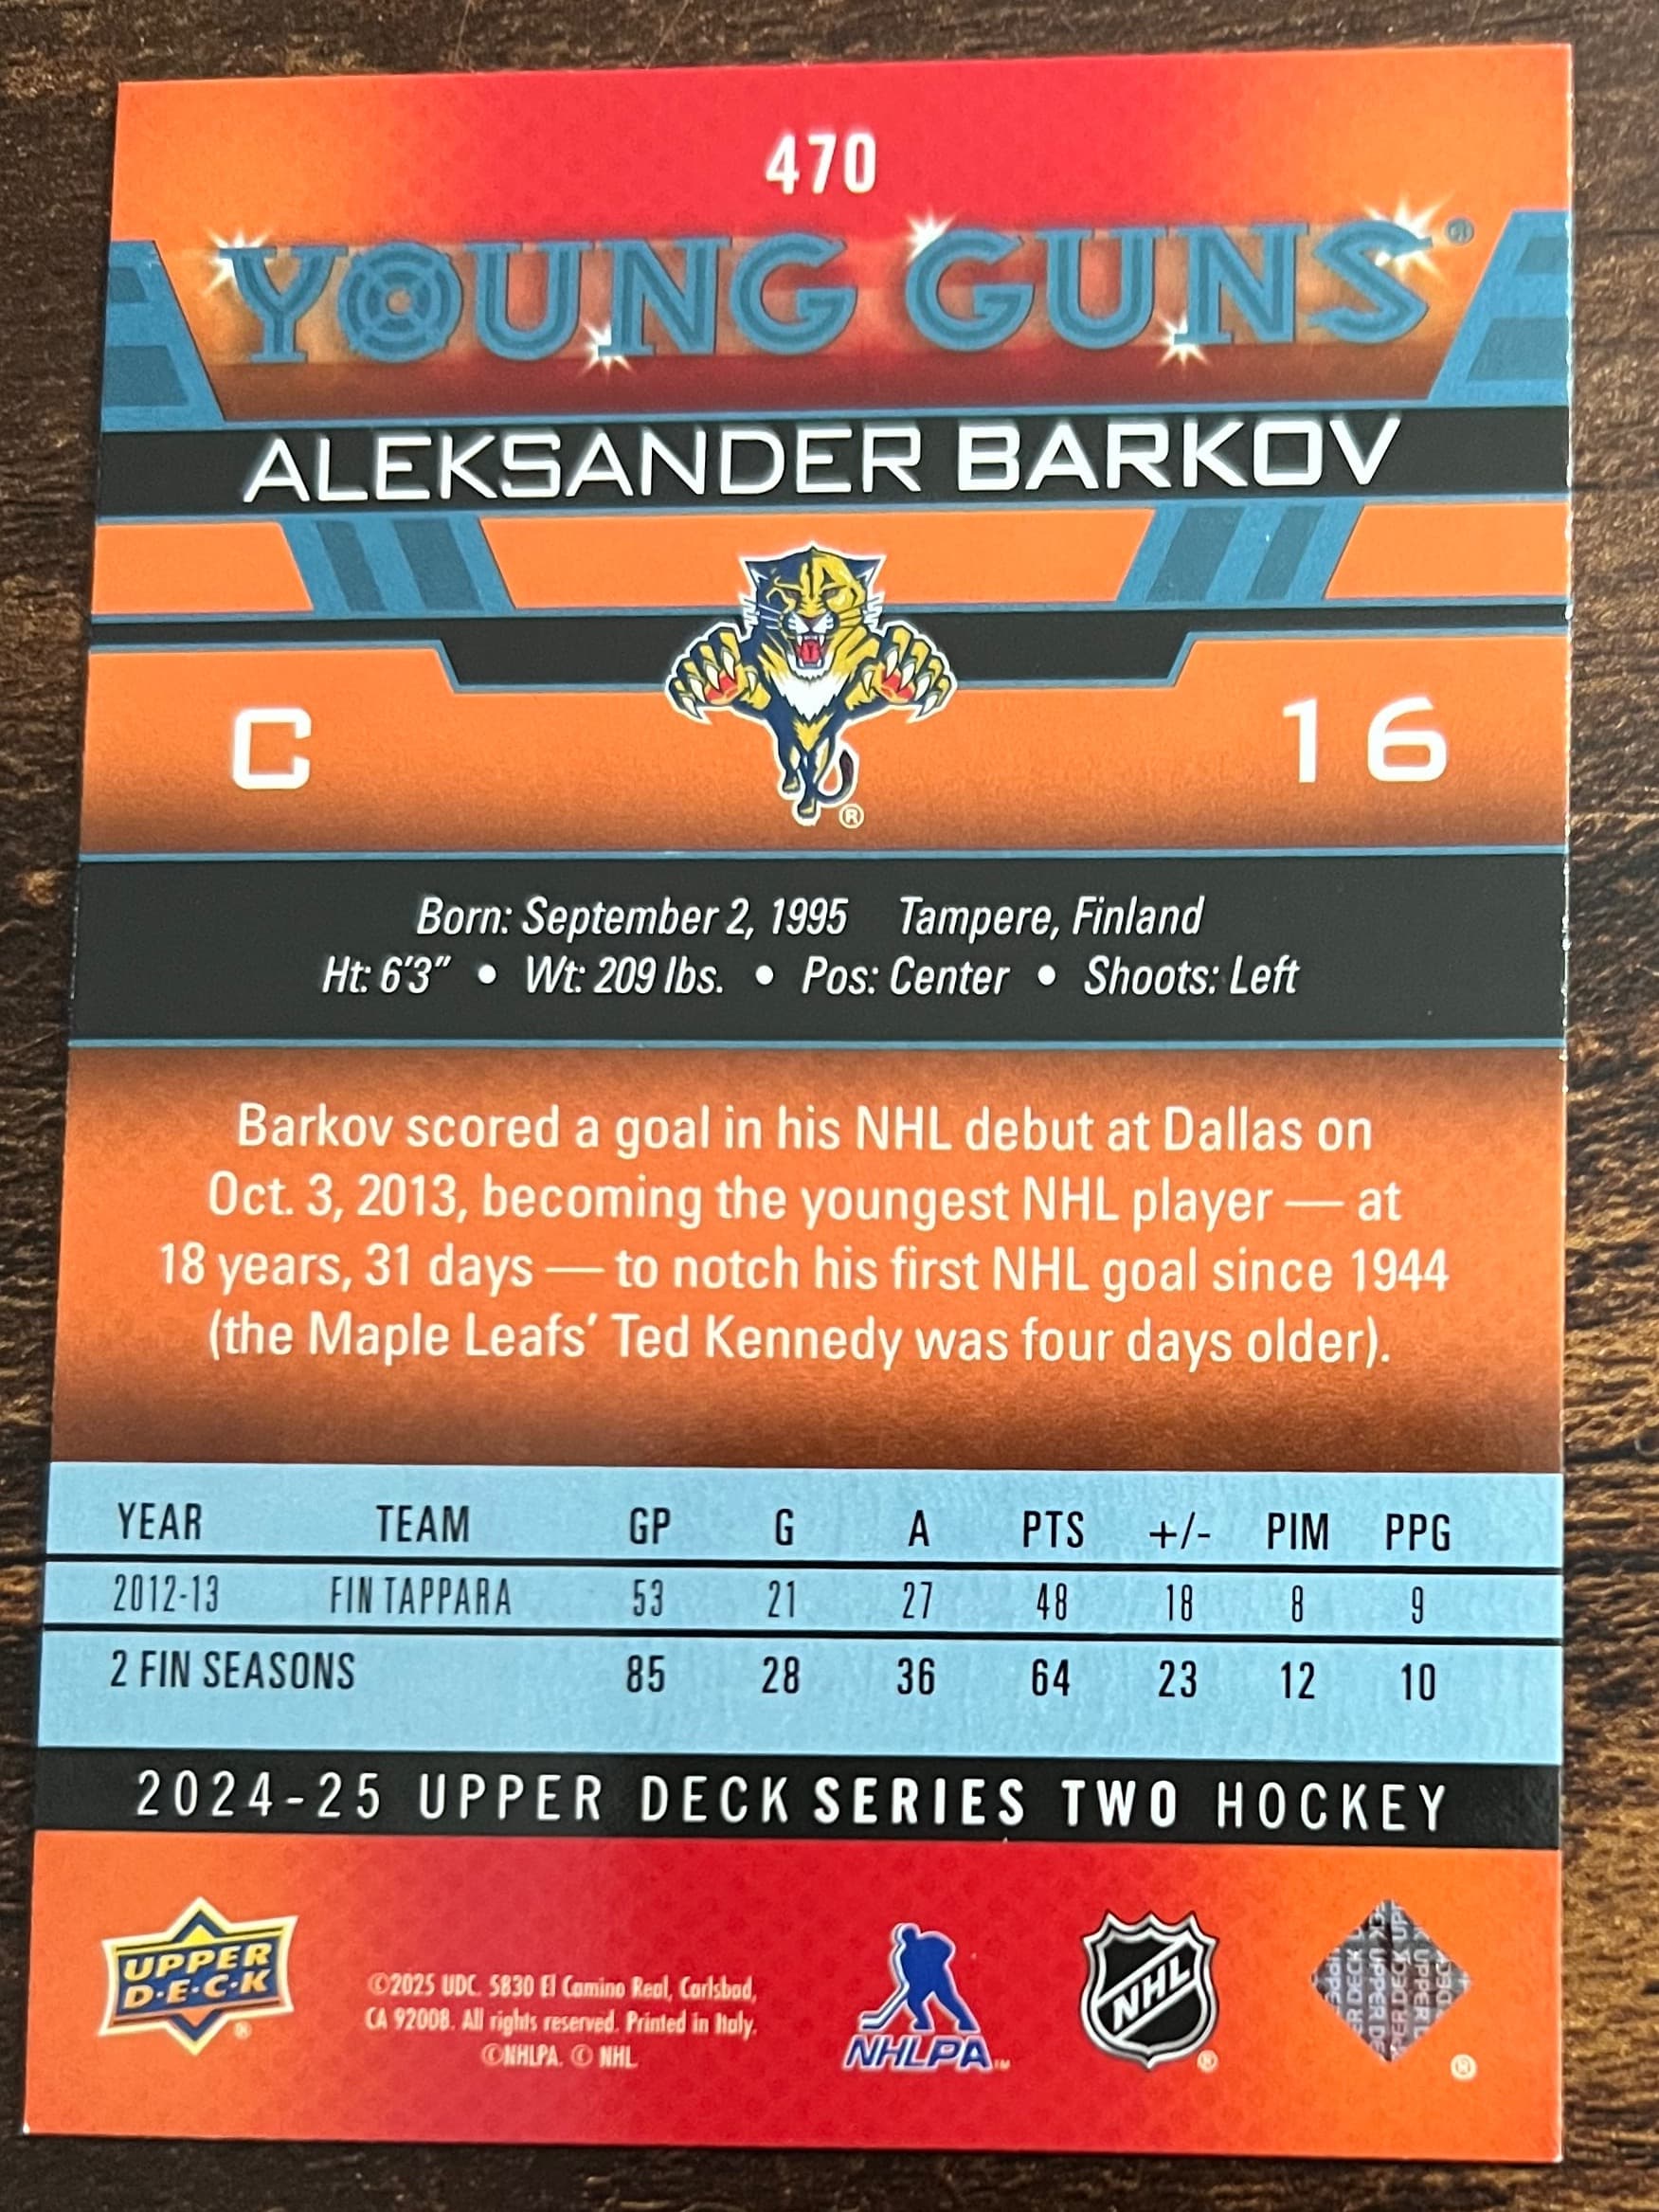 470
YOUNG GUNS®
ALEKSANDER BARKOV
C 16
®
Born: September 2, 1995 Tampere, Finland
Ht: 6'3" • Wt: 209 lbs. • Pos: Center • Shoots: Left
Barkov scored a goal in his NHL debut at Dallas on
Oct. 3, 2013, becoming the youngest NHL player — at
18 years, 31 days — to notch his first NHL goal since 1944
(the Maple Leafs' Ted Kennedy was four days older).
YEAR TEAM GP G A PTS +/- PIM PPG
2012-13 FIN TAPPARA 53 21 27 48 18 8 9
2 FIN SEASONS 85 28 36 64 23 12 10
2024-25 UPPER DECK SERIES TWO HOCKEY
UPPER
D·E·C·K
®
©2025 UDC. 5830 El Camino Real, Carlsbad,
CA 92008. All rights reserved. Printed in Italy.
©NHLPA. © NHL
NHLPA™
NHL
®
UPPER DECK
®